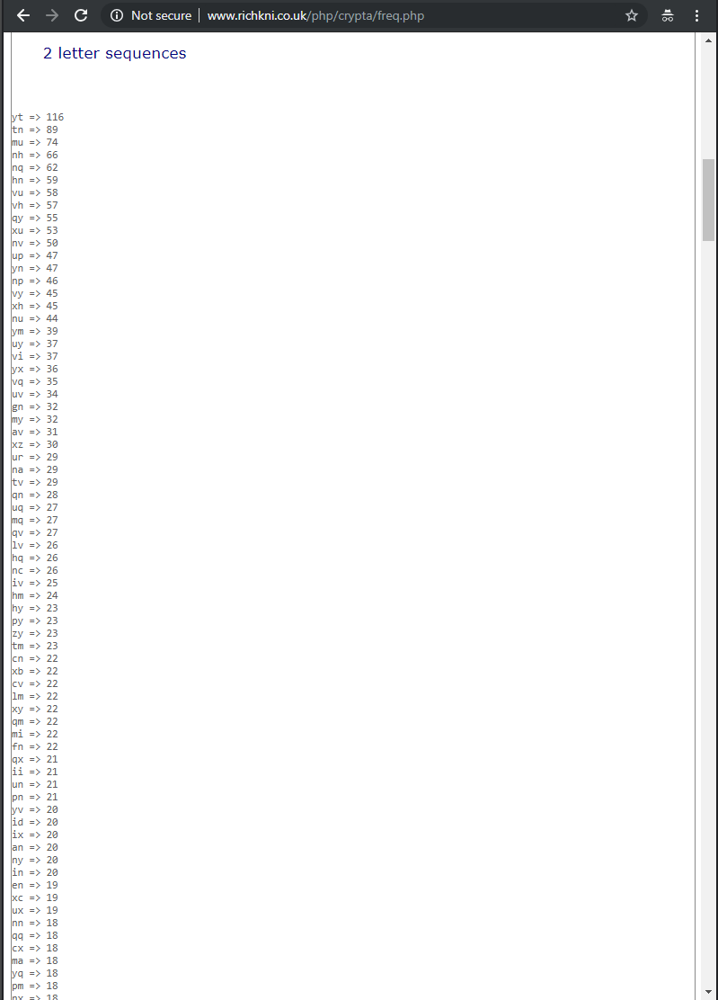 Not secure | www.richkni.co.uk/php/crypta/freq.php
2 letter sequences
yt => 116
tn => 89
mu => 74
nh => 66
nq => 62
hn => 59
vu => 58
vh => 57
qy => 55
xu => 53
nv => 50
up => 47
yn => 47
np => 46
vy => 45
xh => 45
nu => 44
ym => 39
uy => 37
vi => 37
yx => 36
vq => 35
uv => 34
gn => 32
my => 32
av => 31
xz => 30
ur => 29
na => 29
tv => 29
qn => 28
uq => 27
mq => 27
qv => 27
lv => 26
hq => 26
nc => 26
iv => 25
hm => 24
hy => 23
py => 23
zy => 23
tm => 23
cn => 22
xb => 22
cv => 22
lm => 22
xy => 22
qm => 22
mi => 22
fn => 22
qx => 21
ii => 21
un => 21
pn => 21
yv => 20
id => 20
ix => 20
an => 20
ny => 20
in => 20
en => 19
xc => 19
ux => 19
nn => 18
qq => 18
cx => 18
ma => 18
yq => 18
pm => 18
nx => 18